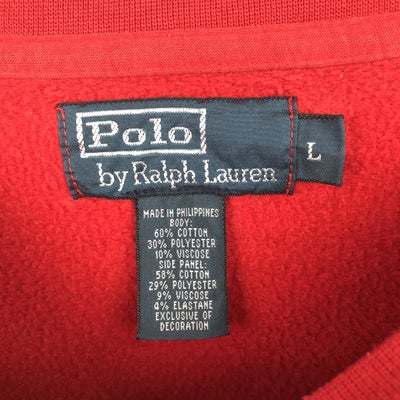 Polo
by Ralph Lauren
L
MADE IN PHILIPPINES
BODY:
60% COTTON
30% POLYESTER
10% VISCOSE
SIDE PANEL:
58% COTTON
29% POLYESTER
9% VISCOSE
4% ELASTANE
EXCLUSIVE OF
DECORATION